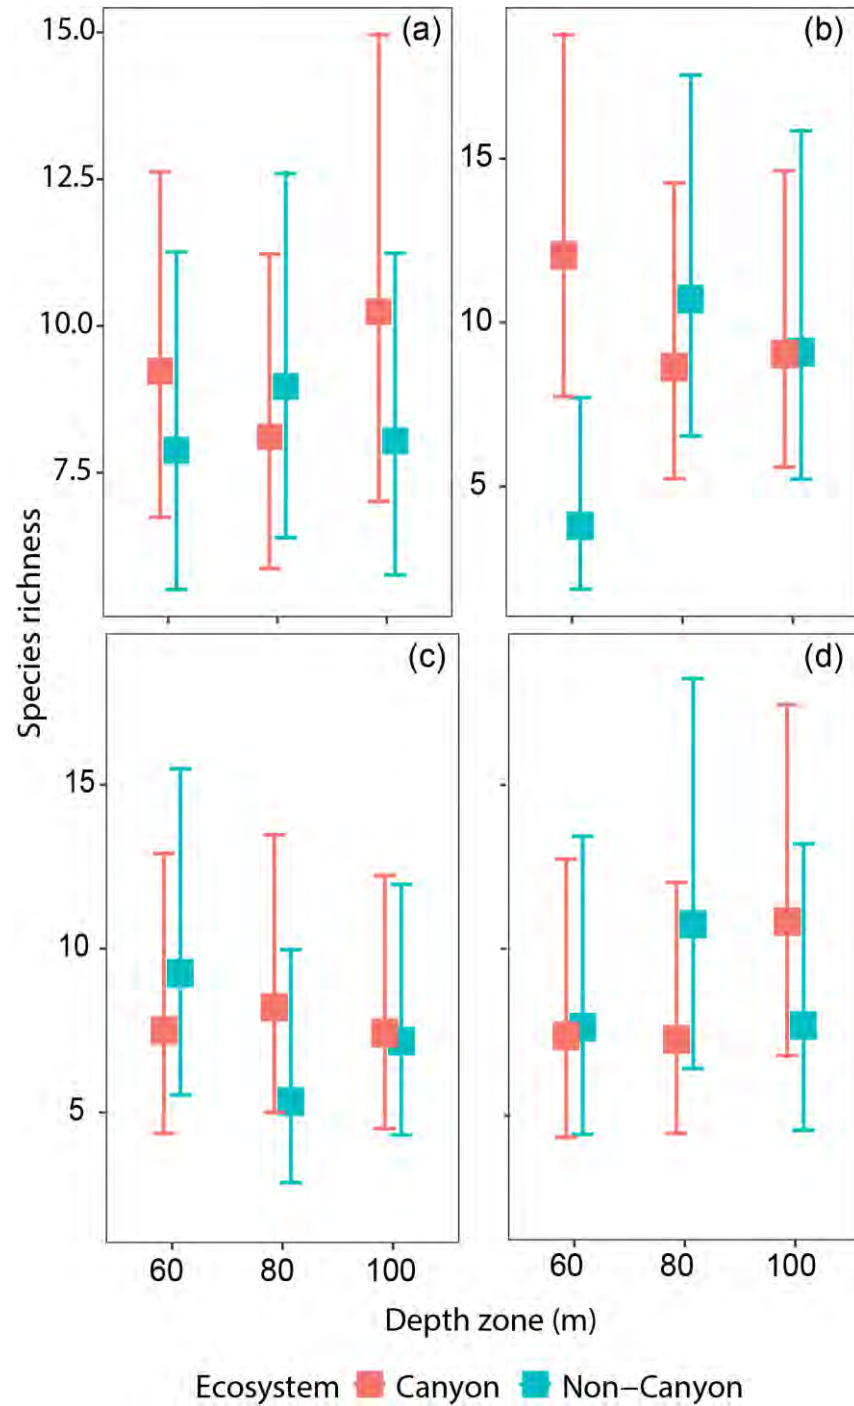 (a)
15.0
12.5
10.0
7.5
(b)
15
10
5
Species richness
(c)
15
10
5
60
80
100
(d)
60
80
100
Depth zone (m)
Ecosystem Canyon Non−Canyon